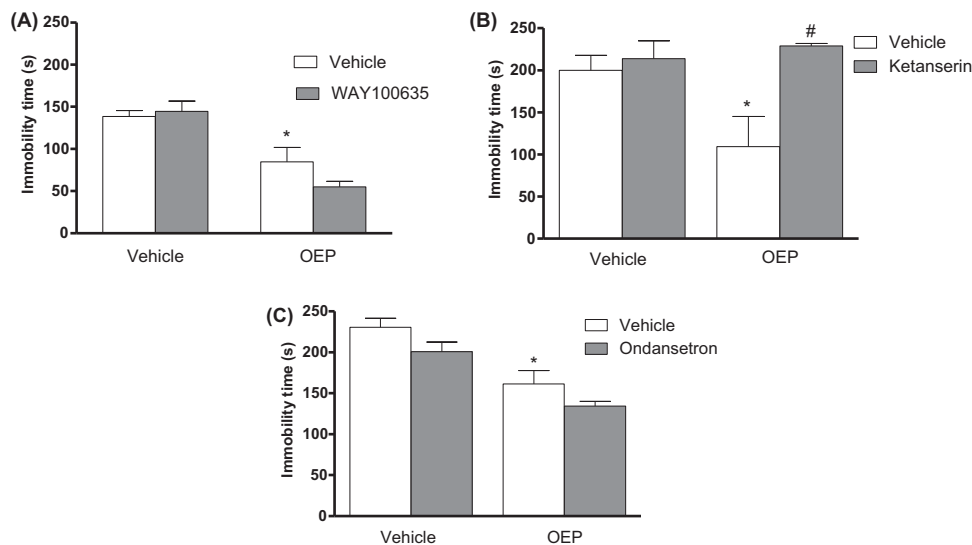 (A)
Immobility time (s)
250
200
150
100
50
0
Vehicle
WAY100635
*
Vehicle
OEP
(B)
Immobility time (s)
250
200
150
100
50
0
#
Vehicle
Ketanserin
*
Vehicle
OEP
(C)
Immobility time (s)
250
200
150
100
50
0
Vehicle
Ondansetron
*
Vehicle
OEP